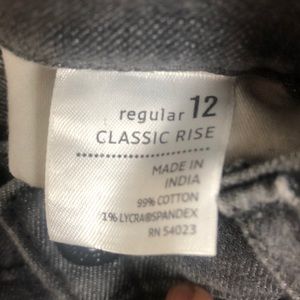 regular 12
CLASSIC RISE
MADE IN
INDIA
99% COTTON
1% LYCRA®SPANDEX
RN 54023